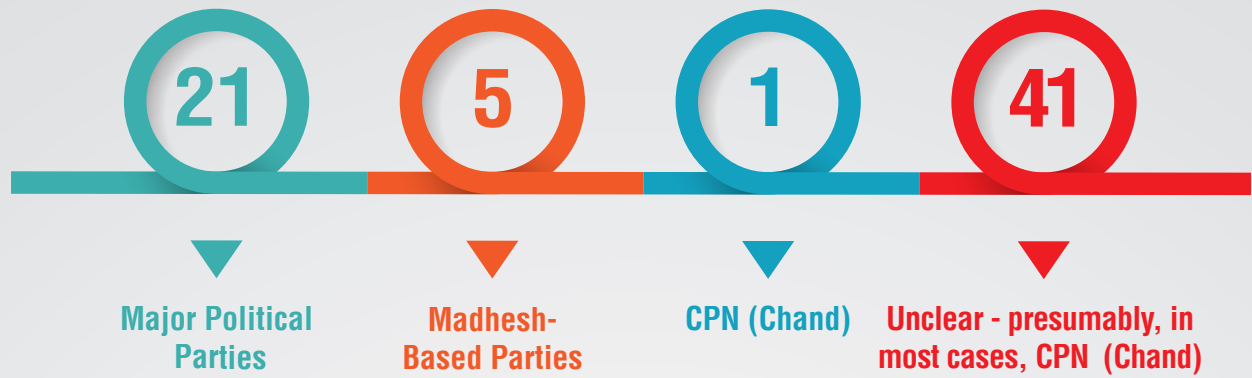 21
5
1
41
Major Political
Parties
Madhesh-
Based Parties
CPN (Chand)
Unclear - presumably, in
most cases, CPN (Chand)